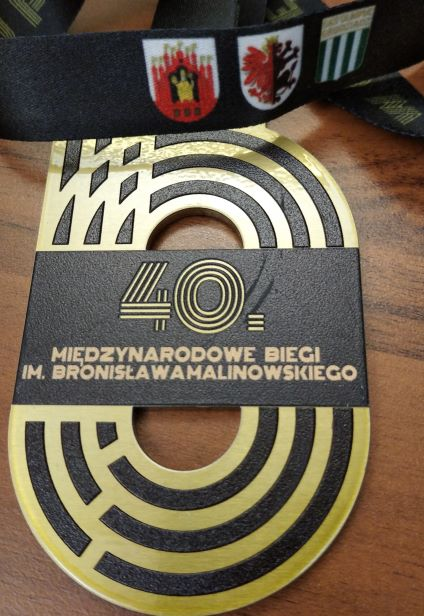 40.
MIĘDZYNARODOWE BIEGI
IM. BRONISŁAWA MALINOWSKIEGO